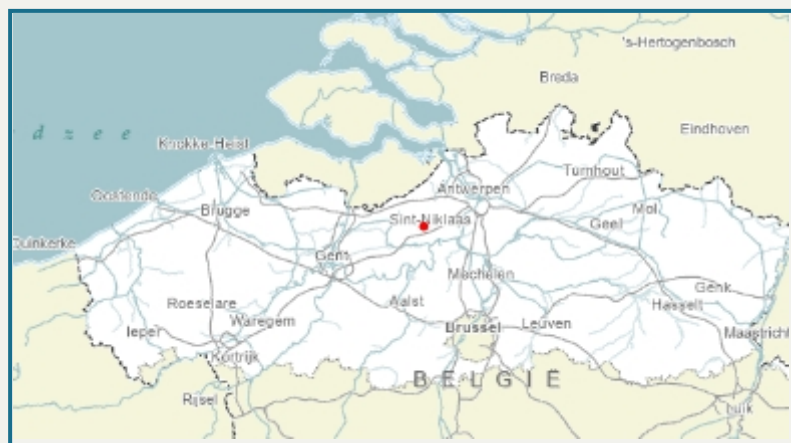 's-Hertogenbosch
Breda
d z e e
Eindhoven
Knokke-Heist
Turnhout
Antwerpen
Oostende
Brugge
Sint-Niklaas
Mol
Geel
Duinkerke
Gent
Mechelen
Genk
Roeselare
Aalst
Hasselt
Ieper
Waregem
Brussel
Leuven
Maastricht
Kortrijk
BELGIË
Rijsel
Luik